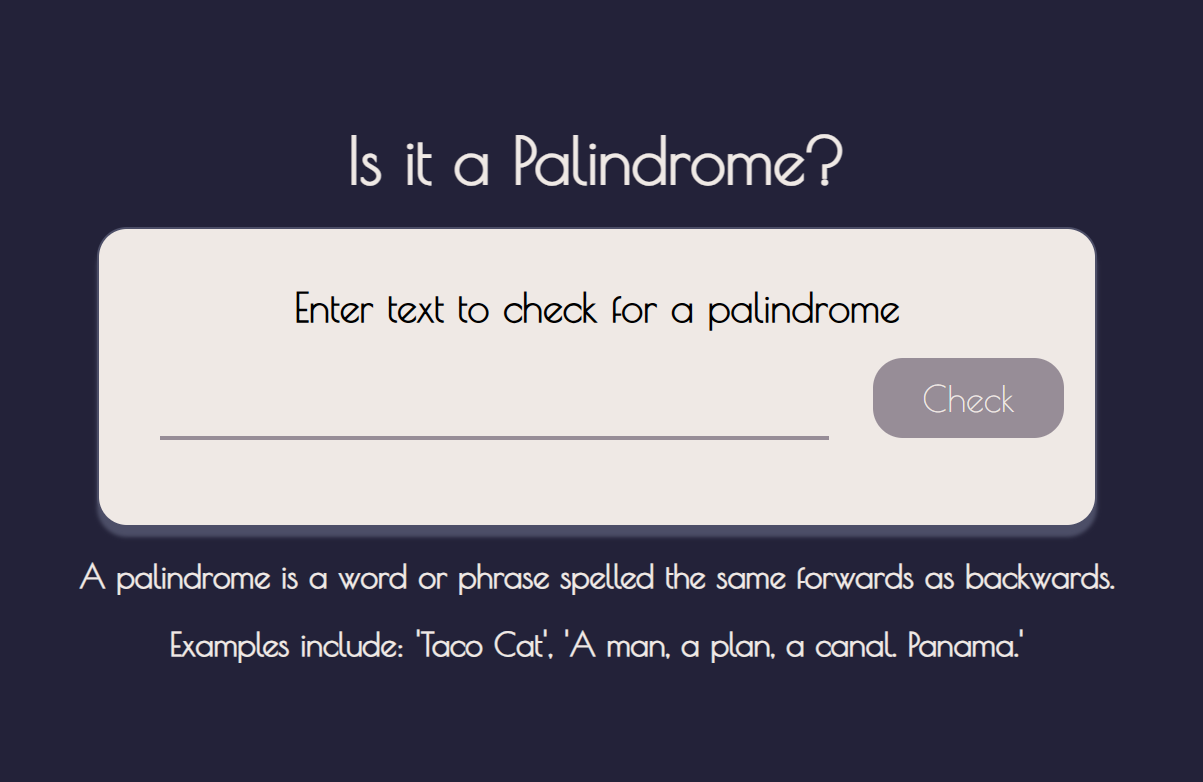 Is it a Palindrome?
Enter text to check for a palindrome
Check
A palindrome is a word or phrase spelled the same forwards as backwards.
Examples include: 'Taco Cat', 'A man, a plan, a canal. Panama.'